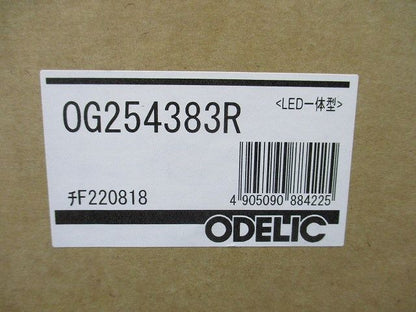 OG254383R
<LED一体型>
ﾁF220818
4 905090 884225
ODELIC